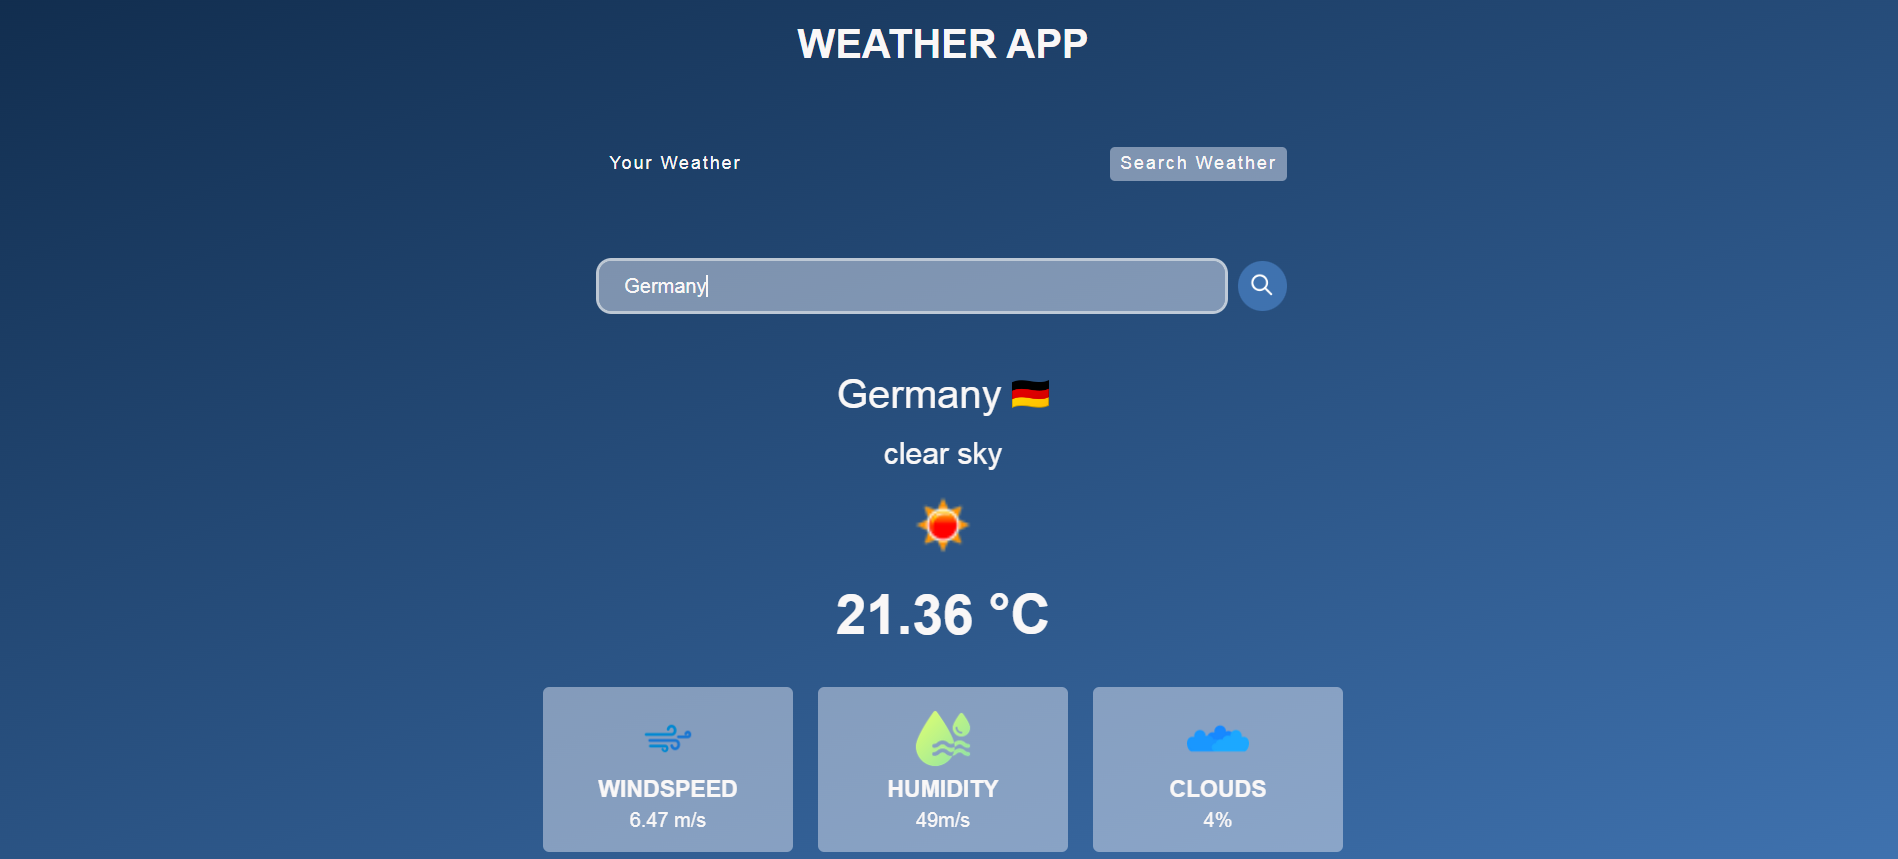 WEATHER APP
Your Weather
Search Weather
Germany
Germany
clear sky
21.36 °C
WINDSPEED
6.47 m/s
HUMIDITY
49m/s
CLOUDS
4%